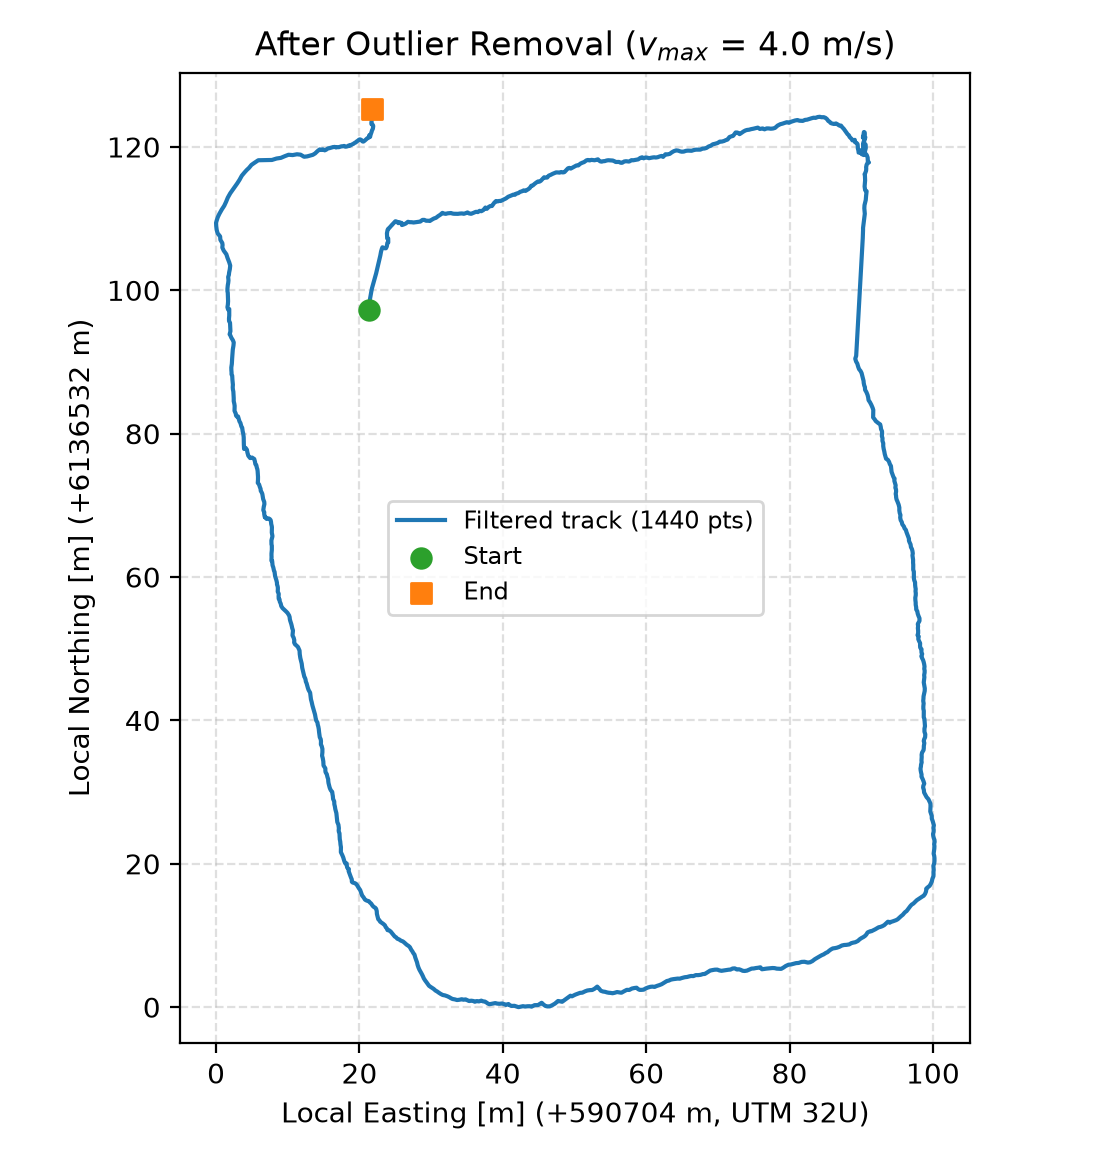 After Outlier Removal (vmax = 4.0 m/s)
120
100
80
60
40
20
0
Local Northing [m] (+6136532 m)
Filtered track (1440 pts)
Start
End
0 20 40 60 80 100
Local Easting [m] (+590704 m, UTM 32U)